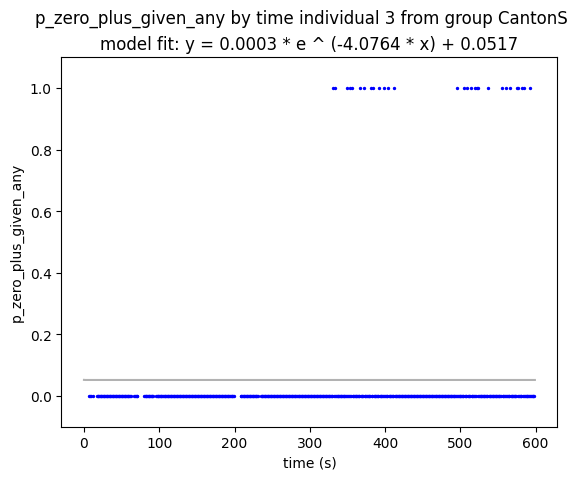 p_zero_plus_given_any by time individual 3 from group CantonS
model fit: y = 0.0003 * e ^ (-4.0764 * x) + 0.0517
1.0
0.8
0.6
0.4
0.2
0.0
p_zero_plus_given_any
0 100 200 300 400 500 600
time (s)